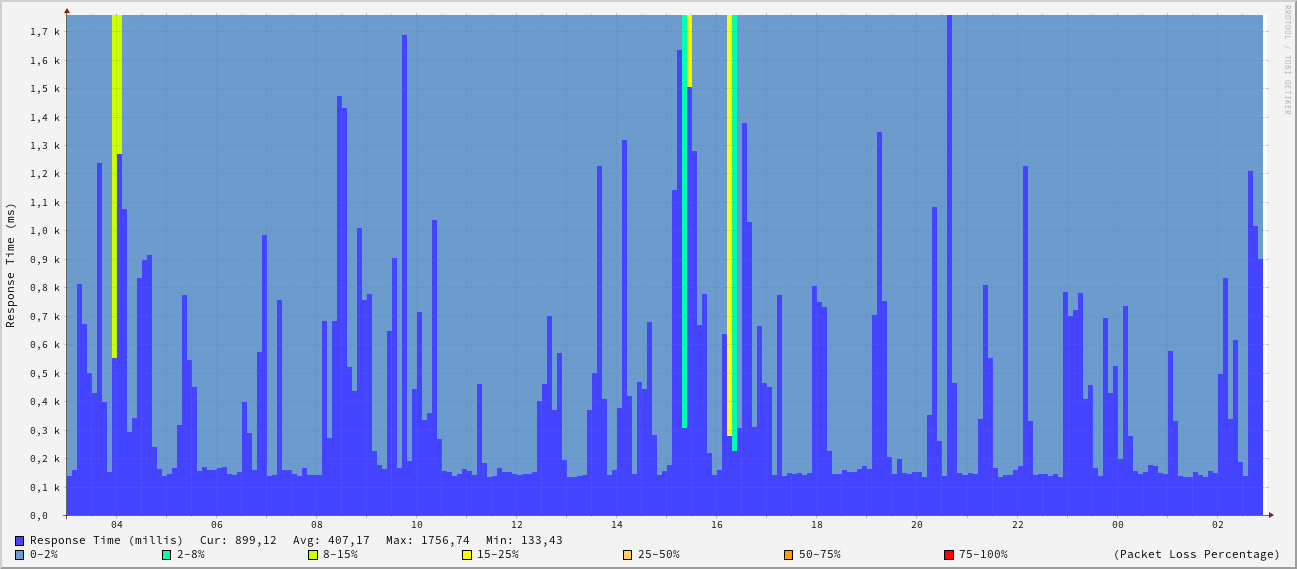 RRDTOOL / TOBI OETIKER
Response Time (ms)
1,7 k
1,6 k
1,5 k
1,4 k
1,3 k
1,2 k
1,1 k
1,0 k
0,9 k
0,8 k
0,7 k
0,6 k
0,5 k
0,4 k
0,3 k
0,2 k
0,1 k
0,0
04 06 08 10 12 14 16 18 20 22 00 02
Response Time (millis) Cur: 899,12 Avg: 407,17 Max: 1756,74 Min: 133,43
0-2% 2-8% 8-15% 15-25% 25-50% 50-75% 75-100% (Packet Loss Percentage)